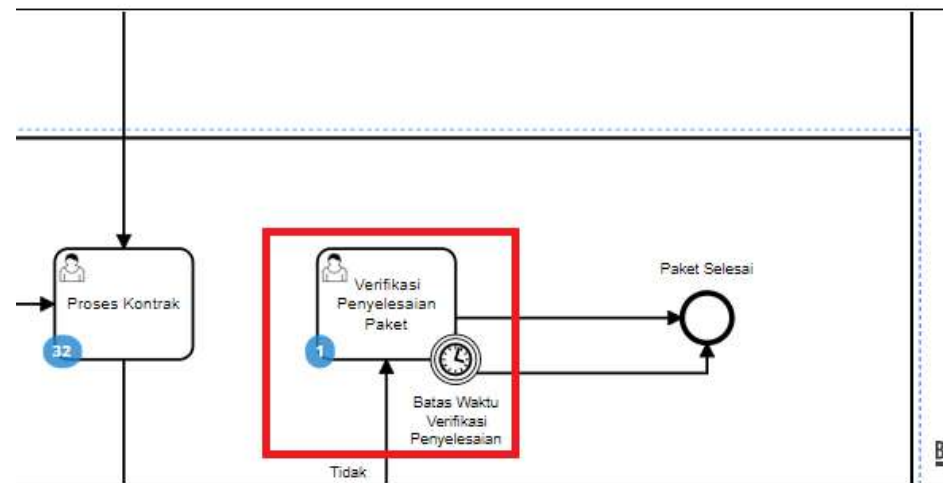 Proses Kontrak
32
Verifikasi
Penyelesaian
Paket
1
Batas Waktu
Verifikasi
Penyelesaian
Paket Selesai
Tidak